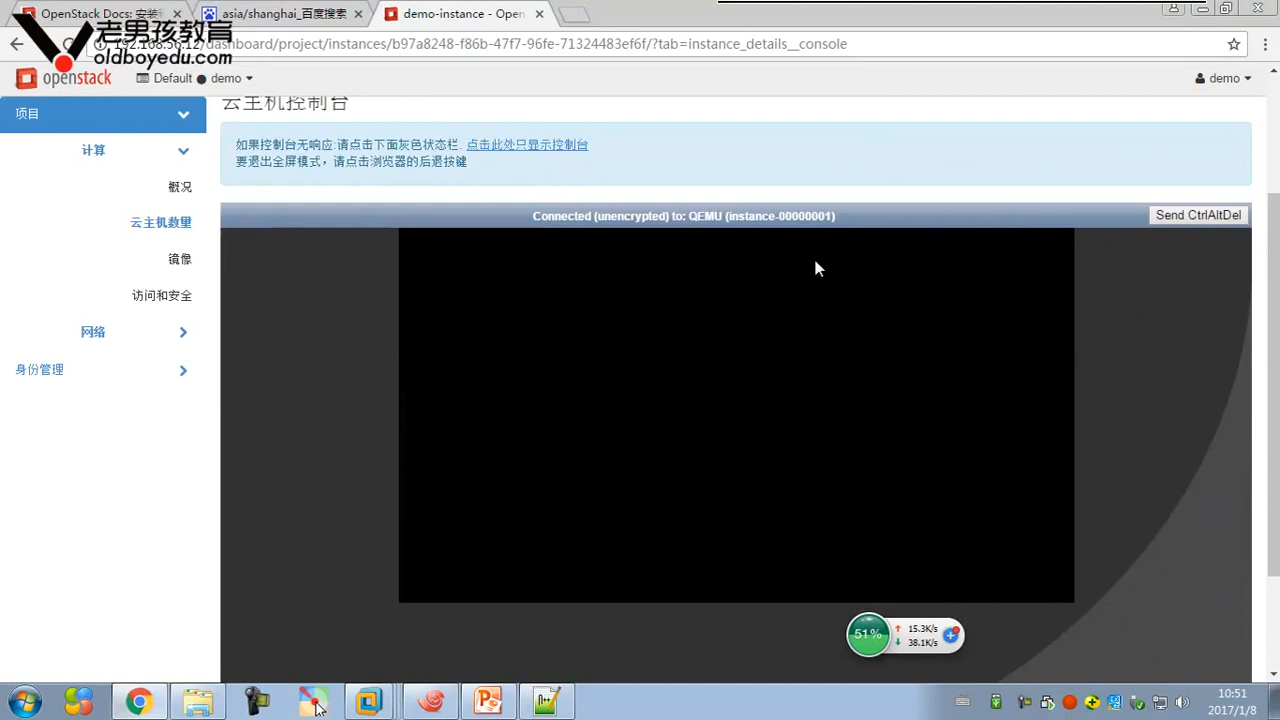 OpenStack Docs: 安装
asia/shanghai_百度搜索
demo-instance - Open
老男孩教育
oldboyedu.com
192.168.56.12/dashboard/project/instances/b97a8248-f86b-47f7-96fe-71324483ef6f/?tab=instance_details__console
openstack
Default ● demo
demo
项目
云主机控制台
如果控制台无响应.请点击下面灰色状态栏. 点击此处只显示控制台
要退出全屏模式，请点击浏览器的后退按键
计算
概况
云主机数量
镜像
访问和安全
网络
身份管理
Connected (unencrypted) to: QEMU (instance-00000001)
Send CtrlAltDel
51%
15.3K/s
38.1K/s
10:51
2017/1/8